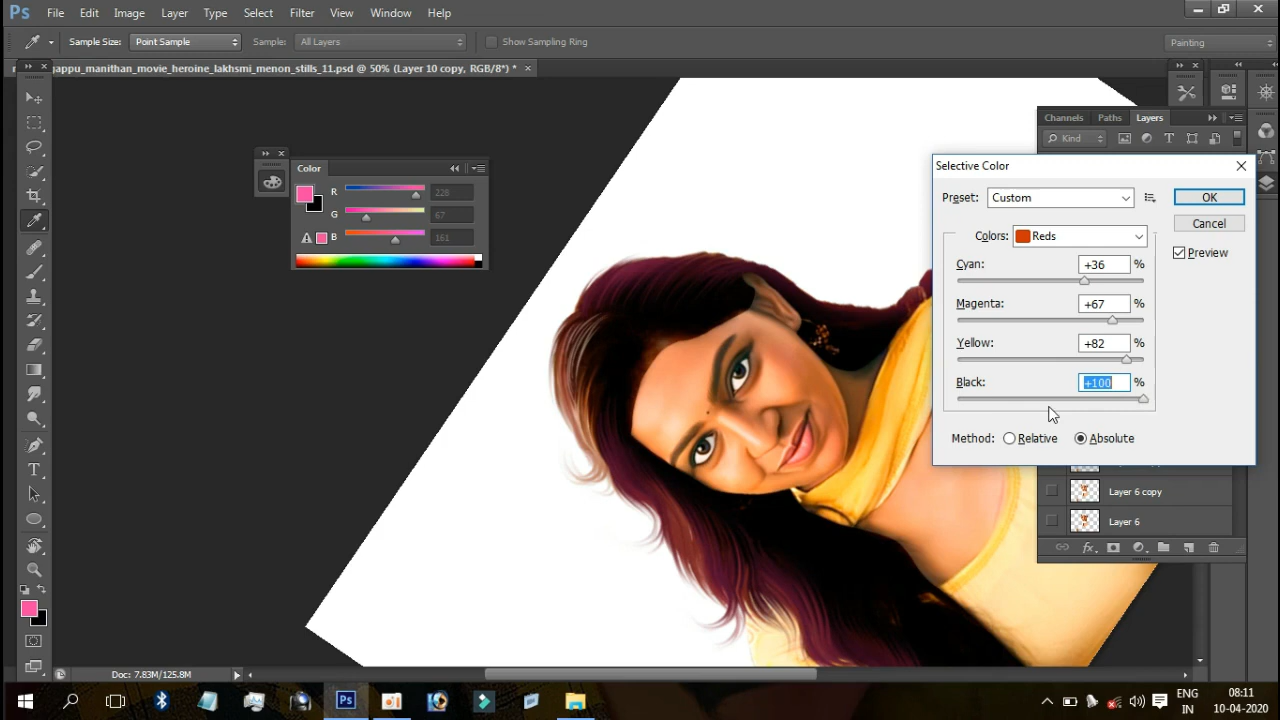 Ps File Edit Image Layer Type Select Filter View Window Help
Sample Size: Point Sample Sample: All Layers Show Sampling Ring Painting
appu_manithan_movie_heroine_lakhsmi_menon_stills_11.psd @ 50% (Layer 10 copy, RGB/8*) *
Channels Paths Layers
Kind
Color
R 228
G 67
B 161
Selective Color
Preset: Custom OK
Cancel
Colors: Reds
Preview
Cyan: +36 %
Magenta: +67 %
Yellow: +82 %
Black: +100 %
Method: Relative Absolute
Layer 6 copy
Layer 6
fx
Doc: 7.83M/125.8M
Ps
ENG 08:11
IN 10-04-2020